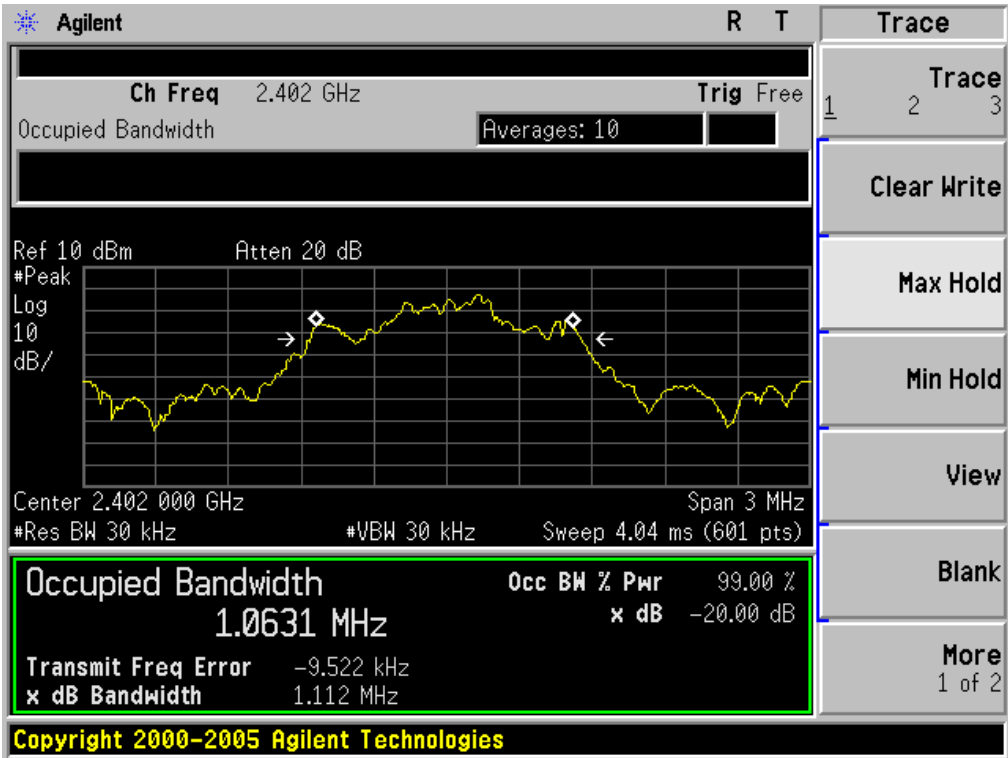 Agilent R T Trace
Ch Freq 2.402 GHz Trig Free
Occupied Bandwidth Averages: 10
Trace
1 2 3
Clear Write
Ref 10 dBm Atten 20 dB
#Peak
Log
10
dB/
Max Hold
Min Hold
View
Center 2.402 000 GHz Span 3 MHz
#Res BW 30 kHz #VBW 30 kHz Sweep 4.04 ms (601 pts)
Occupied Bandwidth Occ BW % Pwr 99.00 %
1.0631 MHz x dB -20.00 dB
Transmit Freq Error -9.522 kHz
x dB Bandwidth 1.112 MHz
Blank
More
1 of 2
Copyright 2000-2005 Agilent Technologies